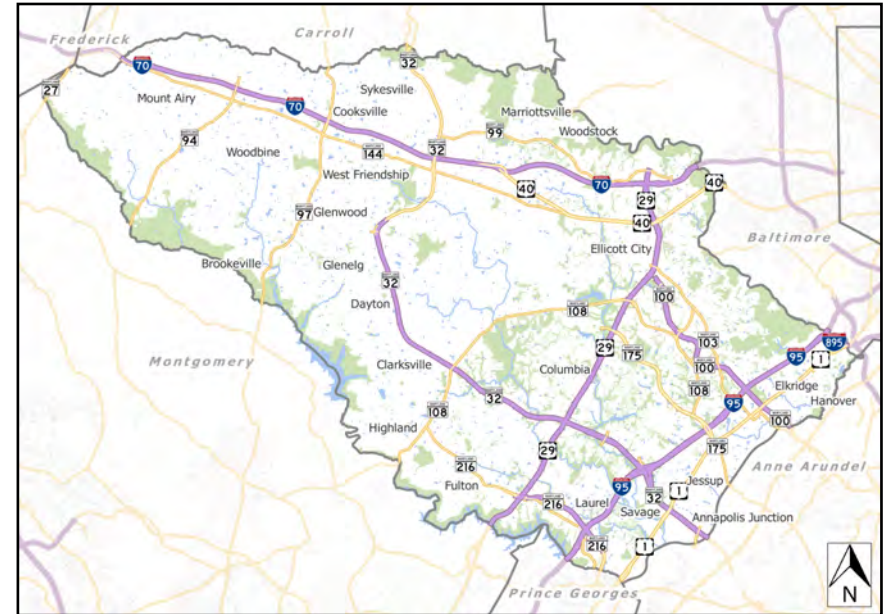 Frederick
Carroll
27
70
Mount Airy
94
Woodbine
70
Cooksville
Sykesville
32
Marriottsville
99
Woodstock
144
32
West Friendship
97
Glenwood
40
70
29
40
40
Ellicott City
Baltimore
Brookeville
Glenelg
32
Dayton
108
100
Montgomery
Clarksville
29
175
Columbia
103
100
108
95
895
1
Elkridge
Hanover
95
100
108
32
Highland
175
216
29
Anne Arundel
Fulton
95
Laurel
216
Savage
32
Jessup
1
Annapolis Junction
216
1
Prince Georges
N